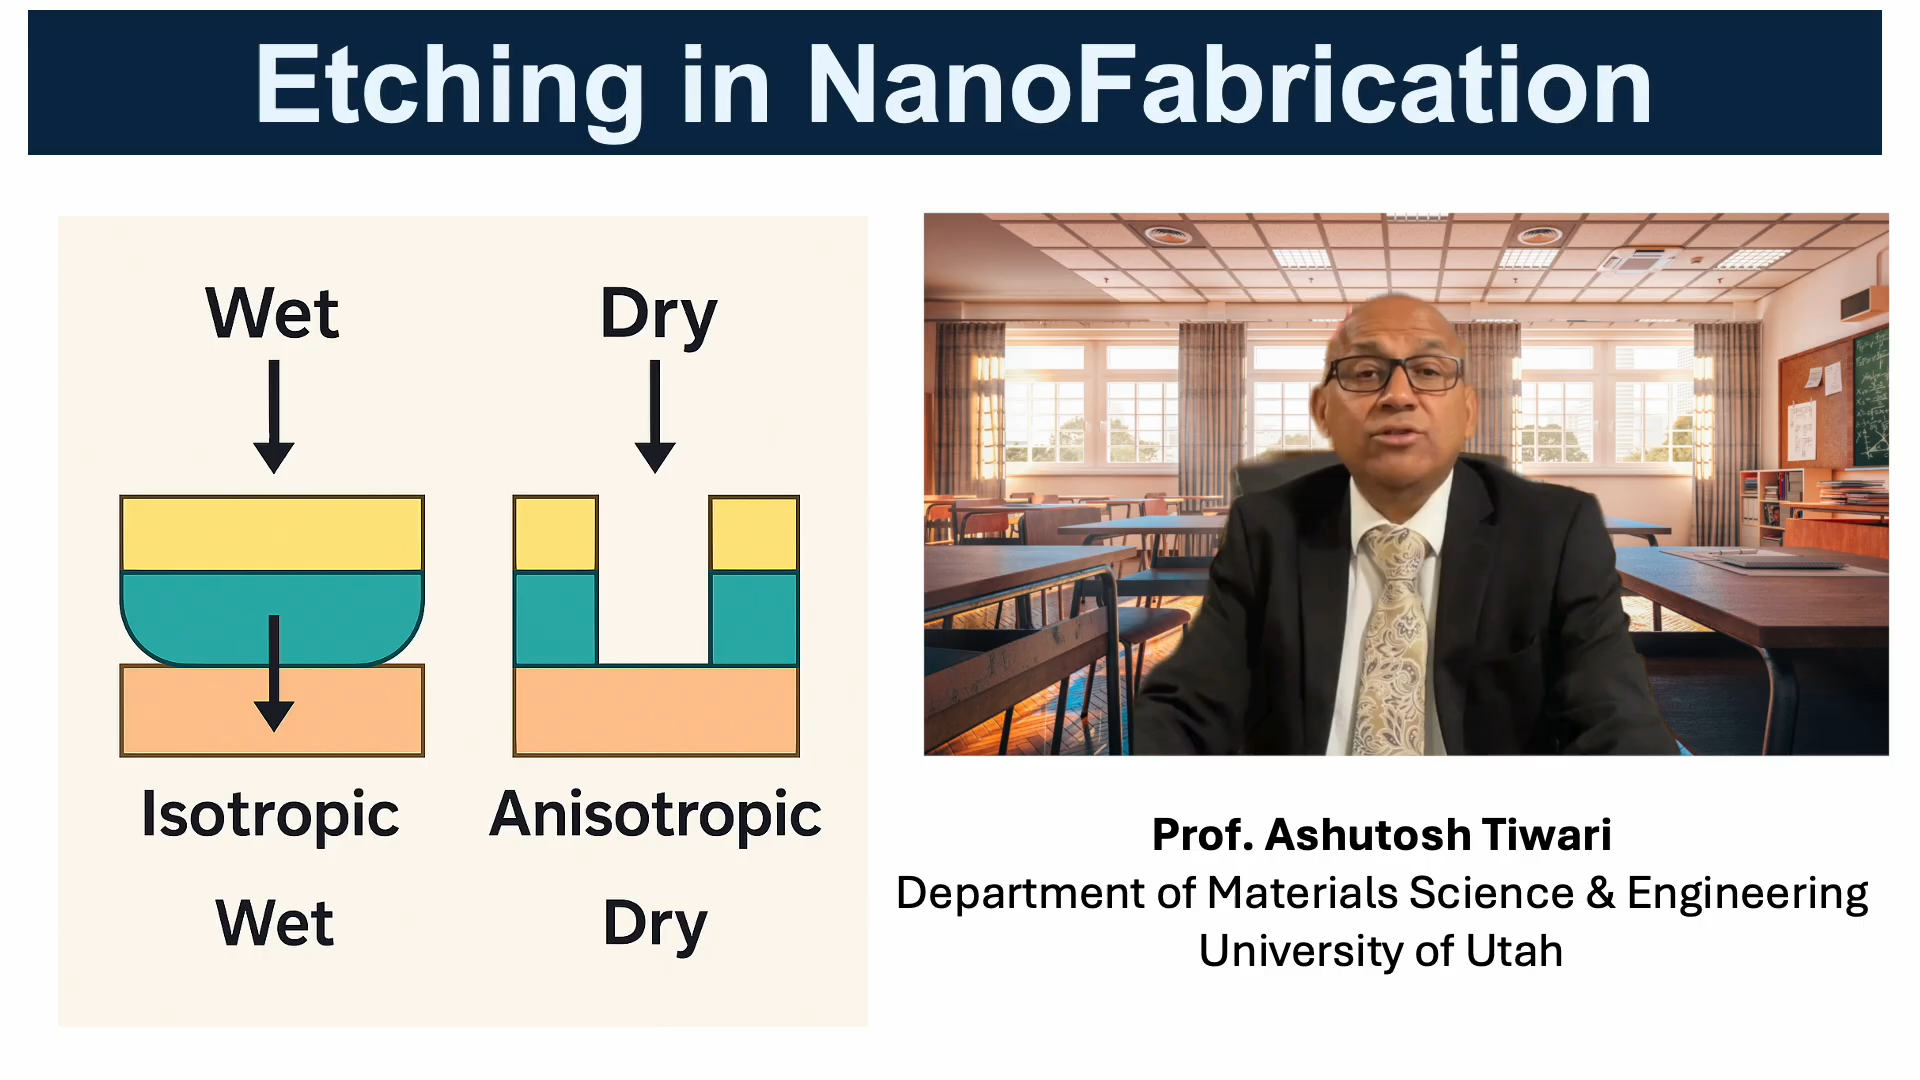 Etching in NanoFabrication
Wet
Dry
Isotropic
Anisotropic
Wet
Dry
Prof. Ashutosh Tiwari
Department of Materials Science & Engineering
University of Utah